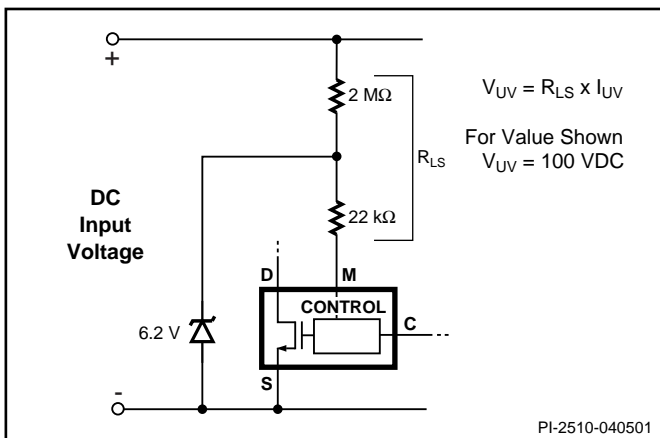 +
2 MΩ
V_UV = R_LS x I_UV
For Value Shown
V_UV = 100 VDC
R_LS
DC
Input
Voltage
22 kΩ
D
M
CONTROL
C
6.2 V
S
-
PI-2510-040501